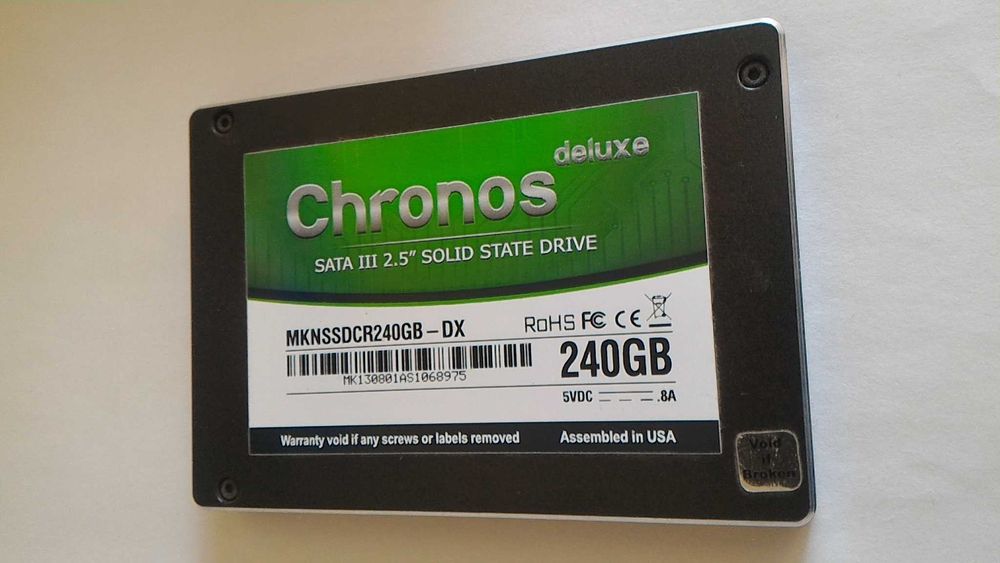 Chronos deluxe
SATA III 2.5" SOLID STATE DRIVE
MKNSSDCR240GB-DX
RoHS FC CE
MK130801AS1068975
240GB
5VDC .8A
Warranty void if any screws or labels removed
Assembled in USA
Void
if
Broken